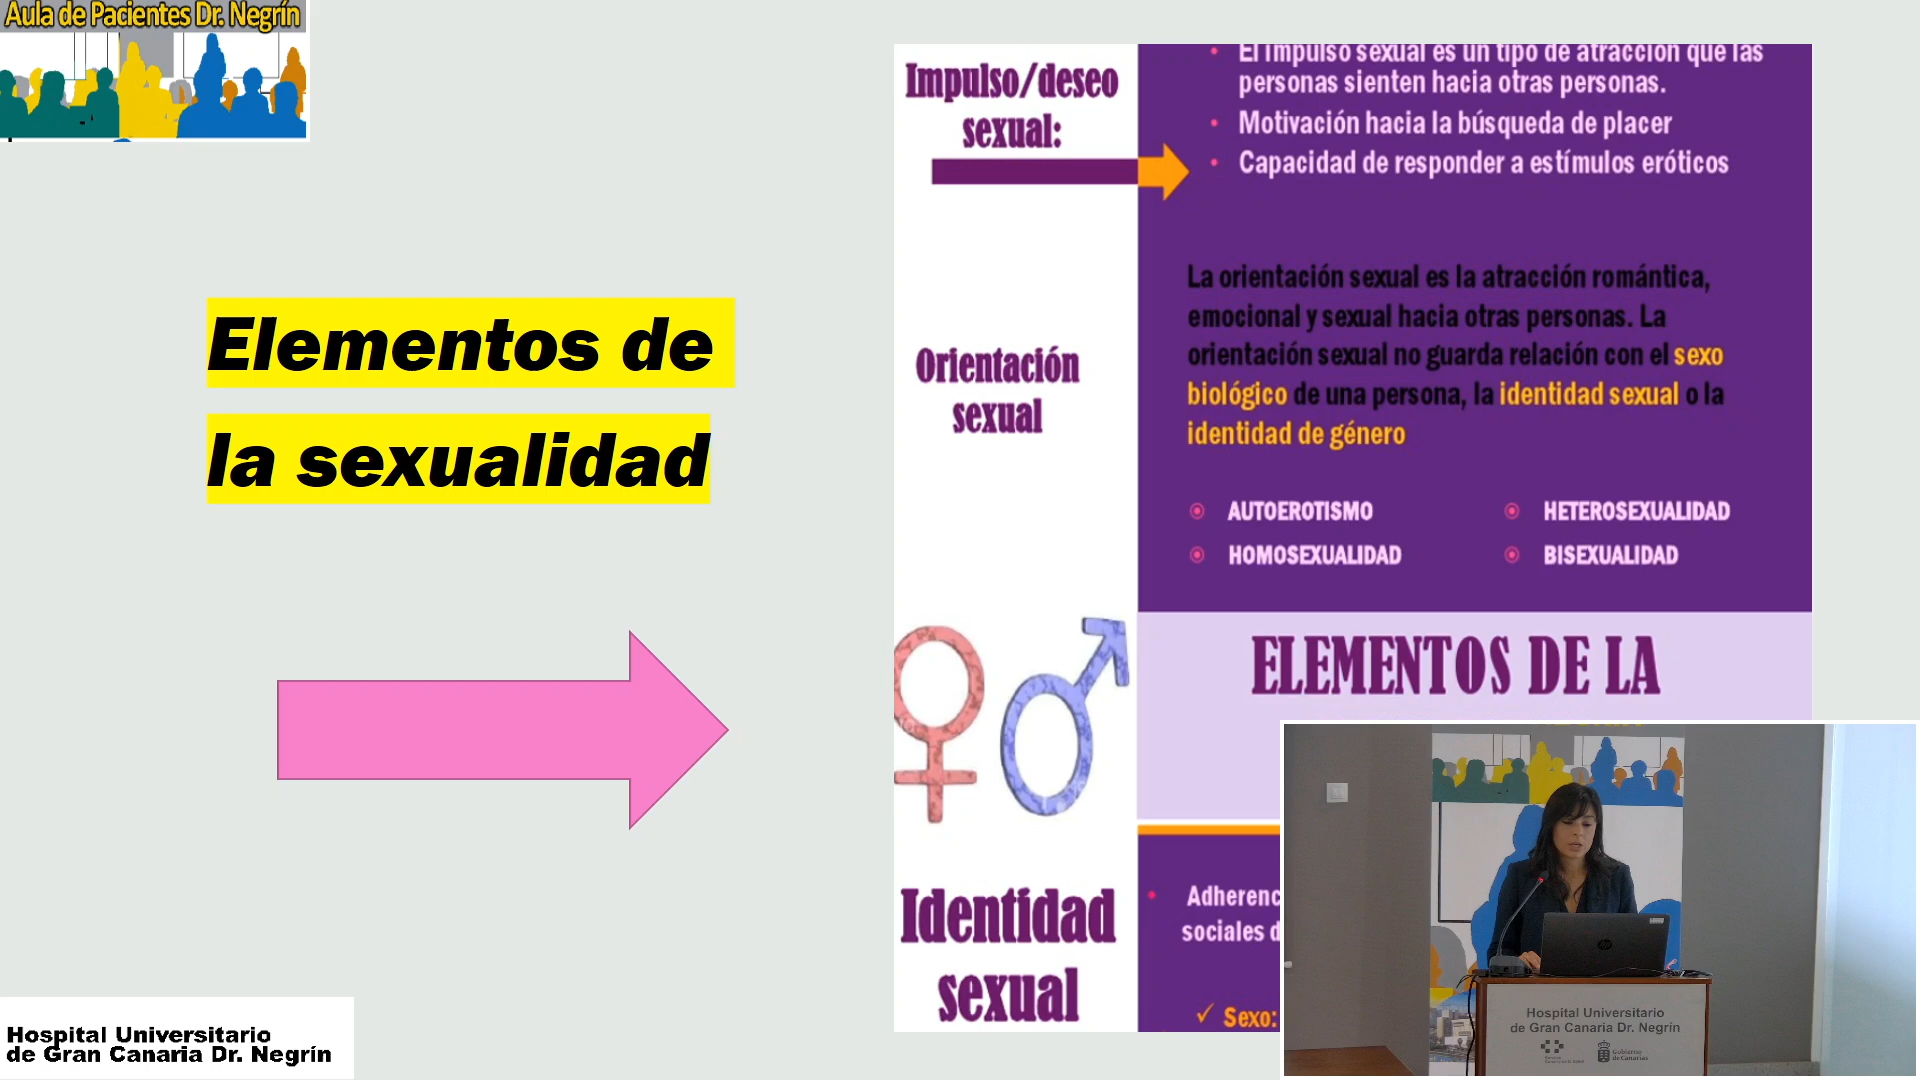 Aula de Pacientes Dr. Negrín
Elementos de
la sexualidad
Impulso/deseo
sexual:
• El impulso sexual es un tipo de atracción que las
personas sienten hacia otras personas.
• Motivación hacia la búsqueda de placer
• Capacidad de responder a estímulos eróticos
Orientación
sexual
La orientación sexual es la atracción romántica,
emocional y sexual hacia otras personas. La
orientación sexual no guarda relación con el sexo
biológico de una persona, la identidad sexual o la
identidad de género
AUTOEROTISMO
HETEROSEXUALIDAD
HOMOSEXUALIDAD
BISEXUALIDAD
ELEMENTOS DE LA
Identidad
sexual
• Adherenc
sociales d
✓ Sexo:
Hospital Universitario
de Gran Canaria Dr. Negrín
Hospital Universitario
de Gran Canaria Dr. Negrín
Gobierno
de Canarias